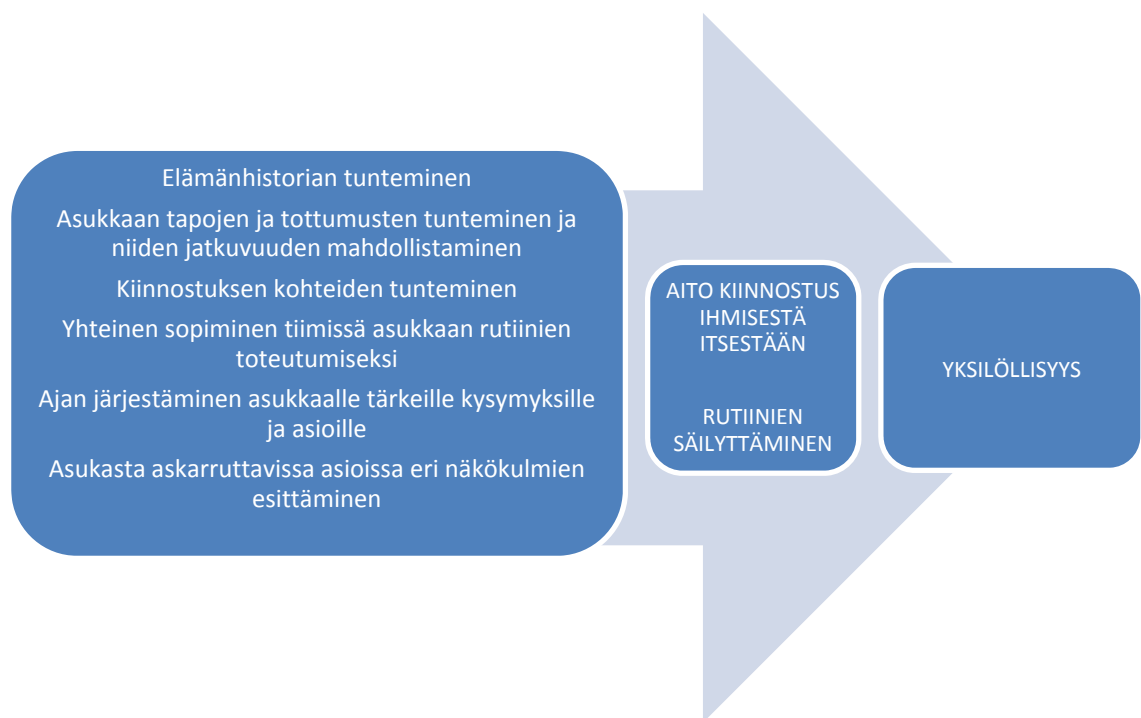 Elämänhistorian tunteminen
Asukkaan tapojen ja tottumusten tunteminen ja
niiden jatkuvuuden mahdollistaminen
Kiinnostuksen kohteiden tunteminen
Yhteinen sopiminen tiimissä asukkaan rutiinien
toteutumiseksi
Ajan järjestäminen asukkaalle tärkeille kysymyksille
ja asioille
Asukasta askarruttavissa asioissa eri näkökulmien
esittäminen
AITO KIINNOSTUS
IHMISESTÄ
ITSESTÄÄN
RUTIINIEN
SÄILYTTÄMINEN
YKSILÖLLISYYS